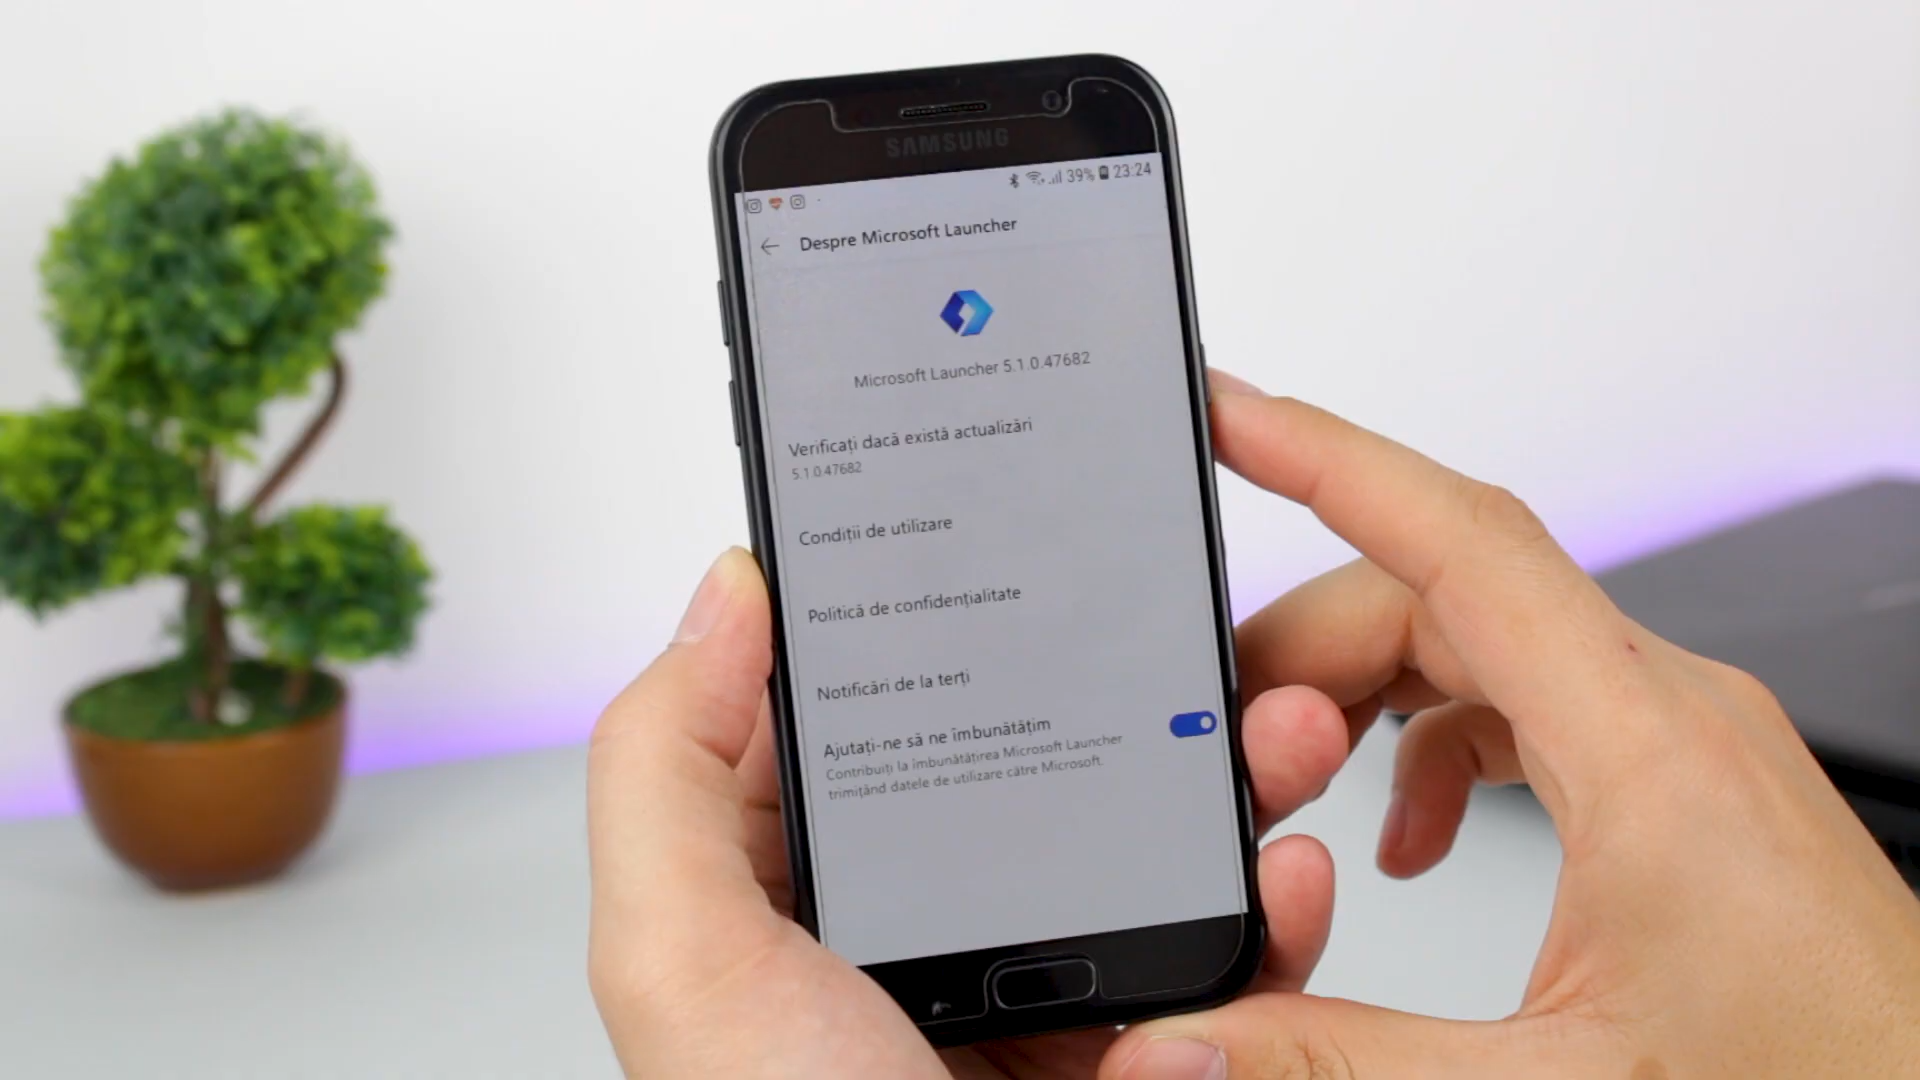 SAMSUNG
39% 23:24
Despre Microsoft Launcher
Microsoft Launcher 5.1.0.47682
Verificați dacă există actualizări
5.1.0.47682
Condiții de utilizare
Politică de confidențialitate
Notificări de la terți
Ajutați-ne să ne îmbunătățim
Contribuiți la îmbunătățirea Microsoft Launcher
trimițând datele de utilizare către Microsoft.